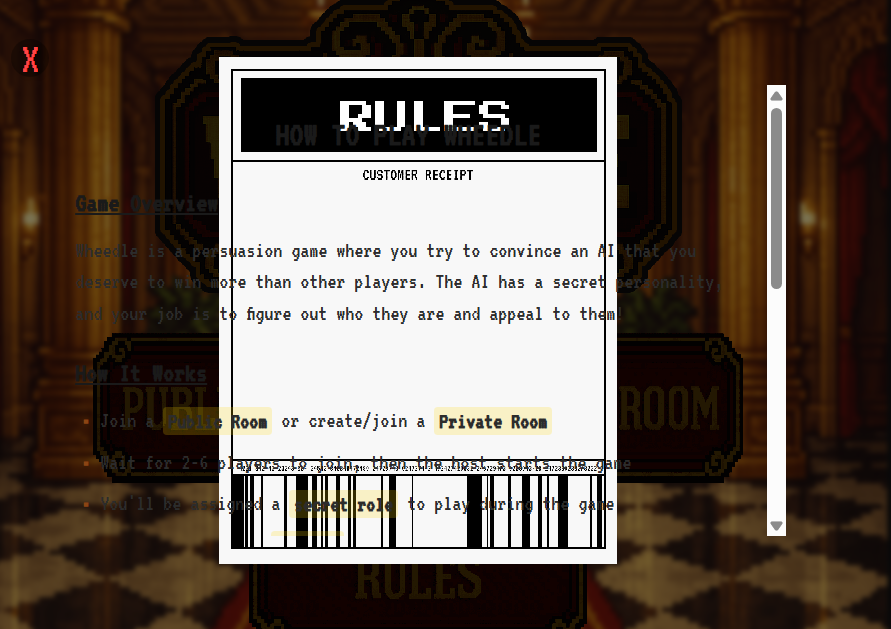 X
RULES
HOW TO PLAY WHEEDLE
CUSTOMER RECEIPT
Game Overview
Wheedle is a persuasion game where you try to convince an AI that you
deserve to win more than other players. The AI has a secret personality,
and your job is to figure out who they are and appeal to them!
How It Works
Join a Public Room or create/join a Private Room
ROOM
Wait for 2-6 players to join, then the host starts the game
You'll be assigned a secret role to play during the game
RULES